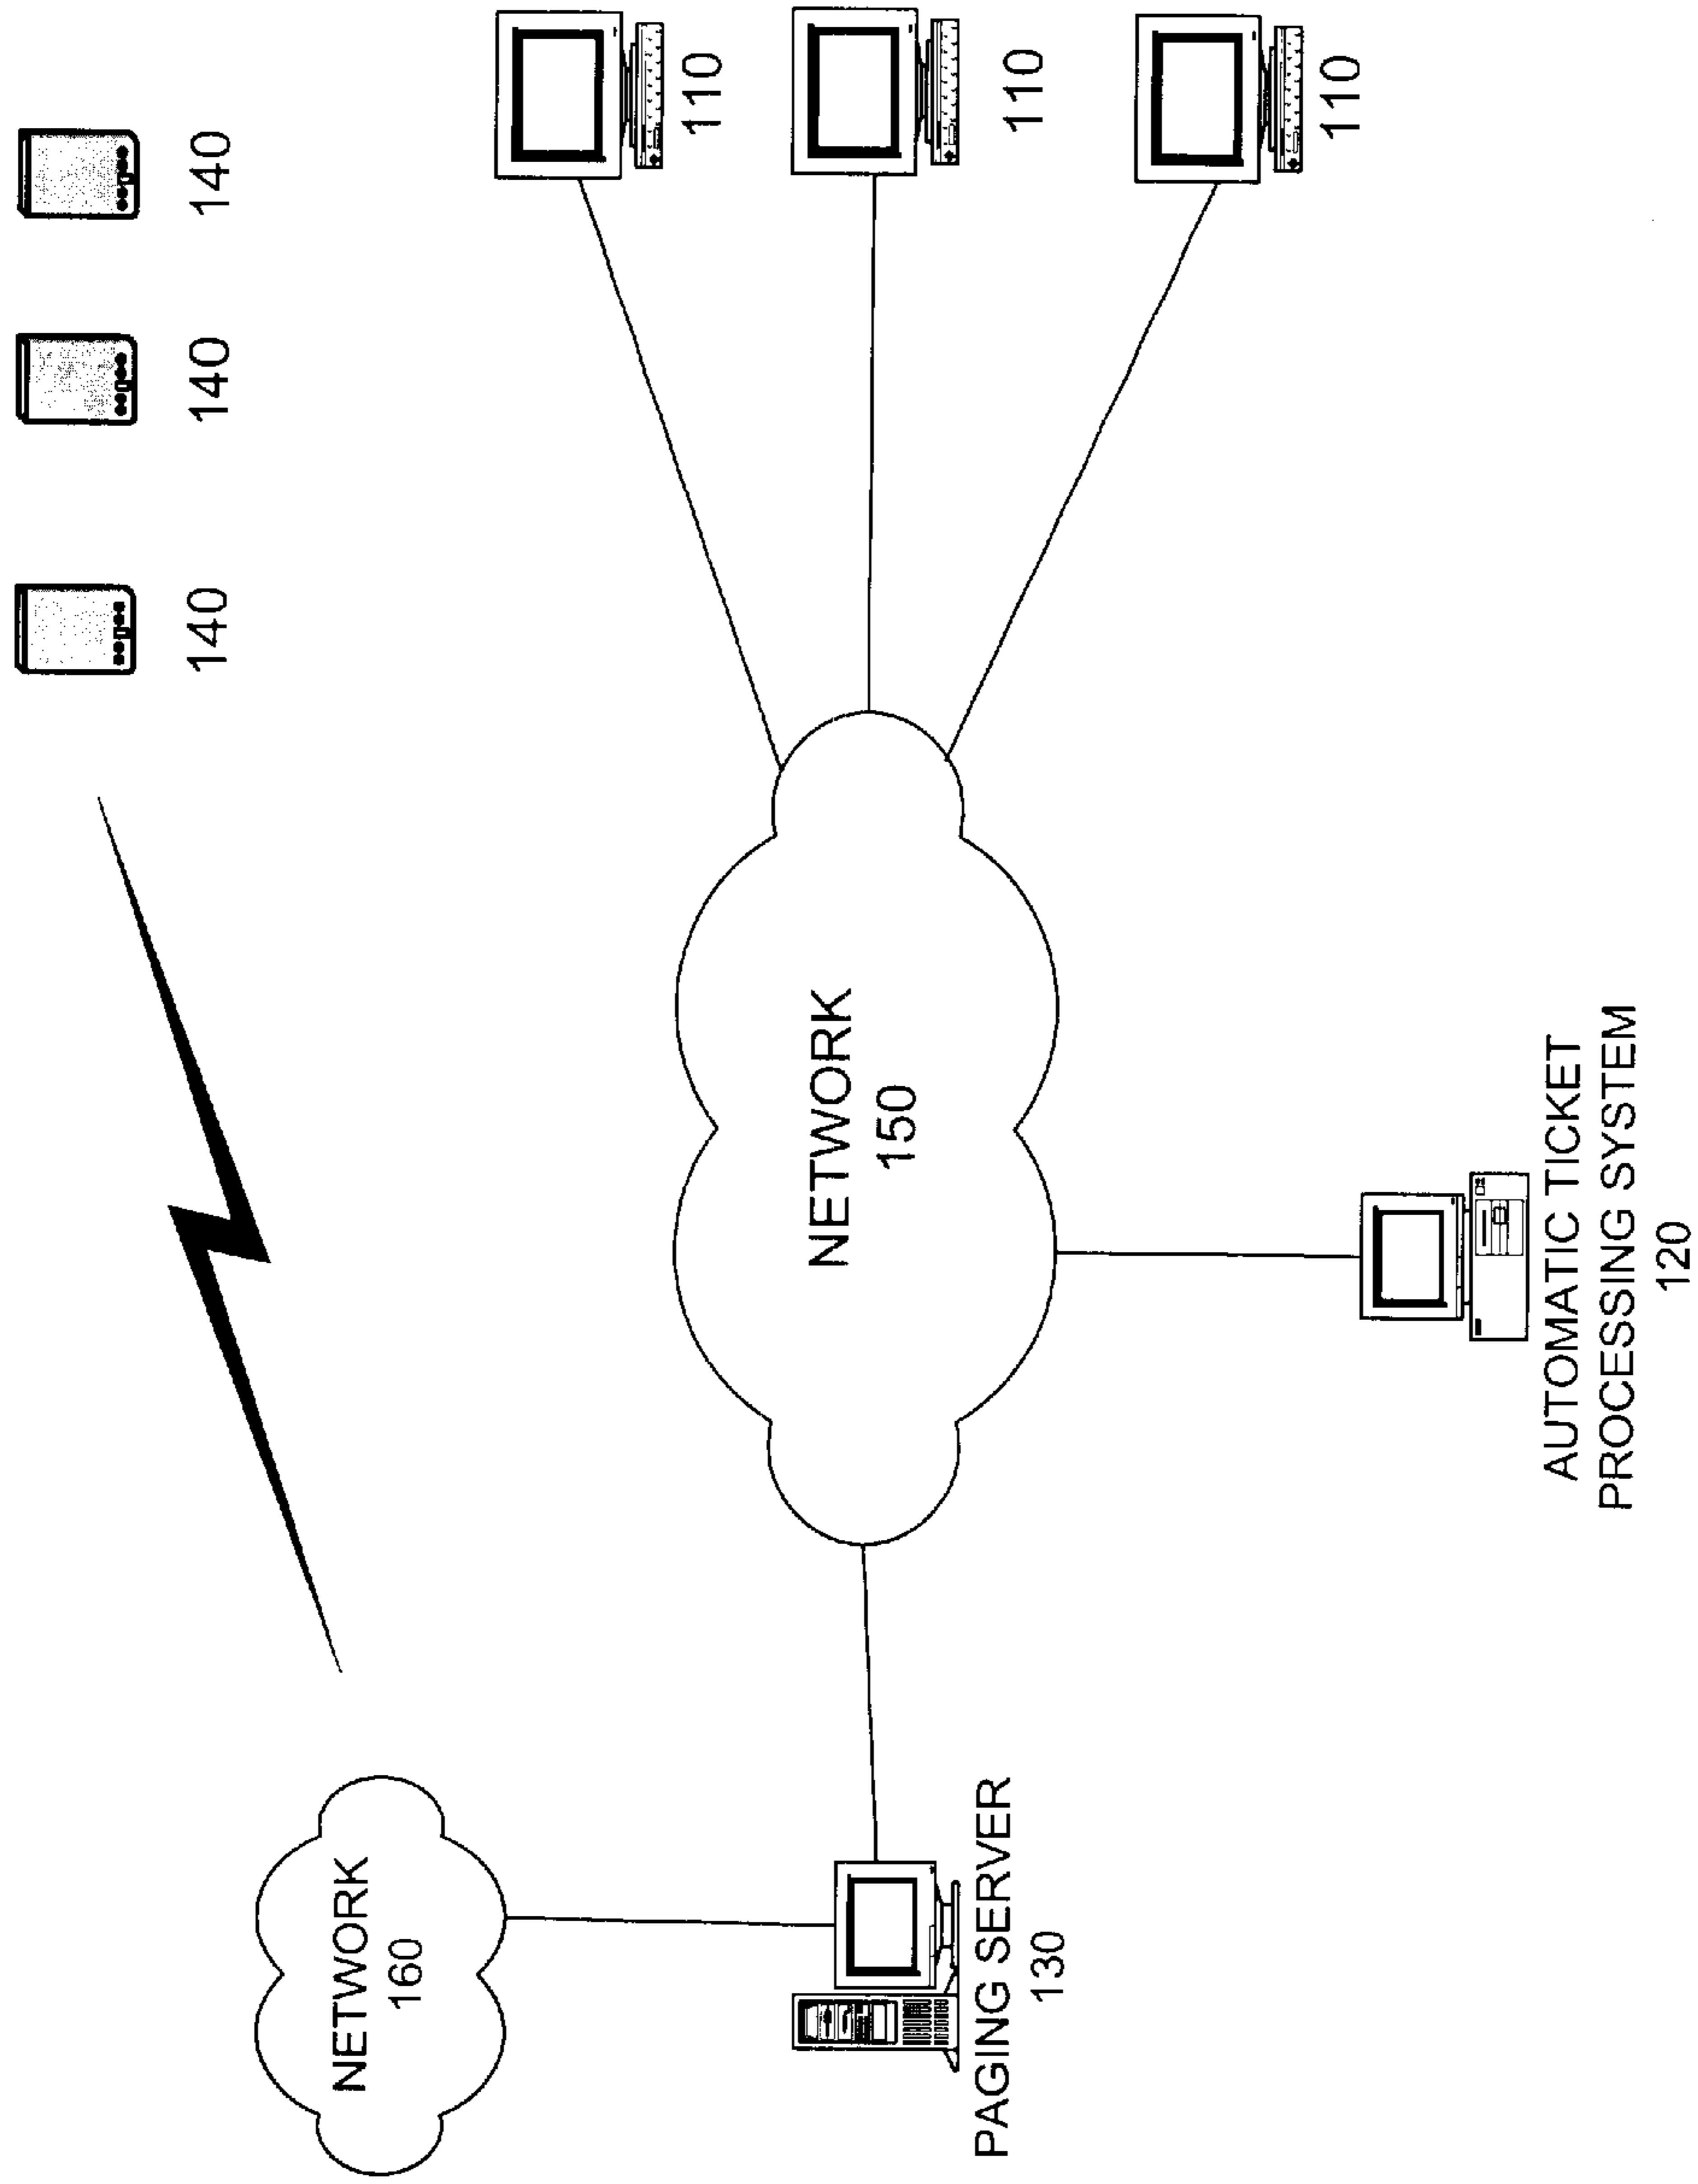 140
140
140
NETWORK
160
110
110
110
NETWORK
150
PAGING SERVER
130
AUTOMATIC TICKET
PROCESSING SYSTEM
120